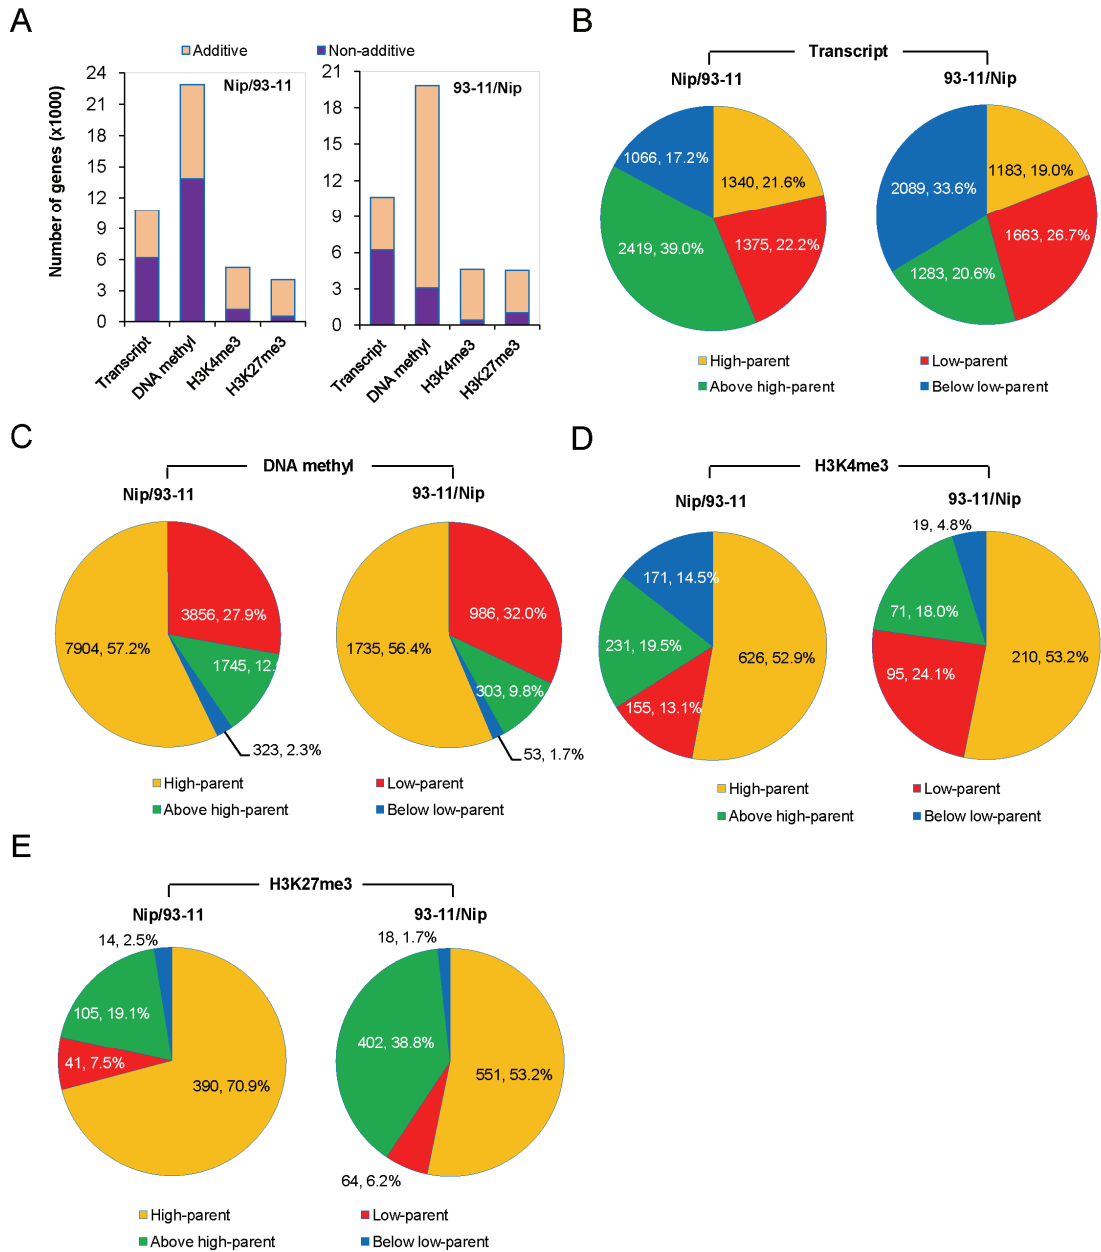 A
Additive
Non-additive
Number of genes (x1000)
Nip/93-11
24
21
18
15
12
9
6
3
0
Transcript
DNA methyl
H3K4me3
H3K27me3
93-11/Nip
21
18
15
12
9
6
3
0
Transcript
DNA methyl
H3K4me3
H3K27me3
B
Transcript
Nip/93-11
93-11/Nip
1066, 17.2%
1340, 21.6%
2419, 39.0%
1375, 22.2%
1183, 19.0%
2089, 33.6%
1663, 26.7%
1283, 20.6%
High-parent
Low-parent
Above high-parent
Below low-parent
C
DNA methyl
Nip/93-11
93-11/Nip
3856, 27.9%
7904, 57.2%
1745, 12.
323, 2.3%
986, 32.0%
1735, 56.4%
303, 9.8%
53, 1.7%
High-parent
Low-parent
Above high-parent
Below low-parent
D
H3K4me3
Nip/93-11
93-11/Nip
171, 14.5%
231, 19.5%
626, 52.9%
155, 13.1%
19, 4.8%
71, 18.0%
210, 53.2%
95, 24.1%
High-parent
Low-parent
Above high-parent
Below low-parent
E
H3K27me3
Nip/93-11
93-11/Nip
14, 2.5%
105, 19.1%
41, 7.5%
390, 70.9%
18, 1.7%
402, 38.8%
551, 53.2%
64, 6.2%
High-parent
Low-parent
Above high-parent
Below low-parent